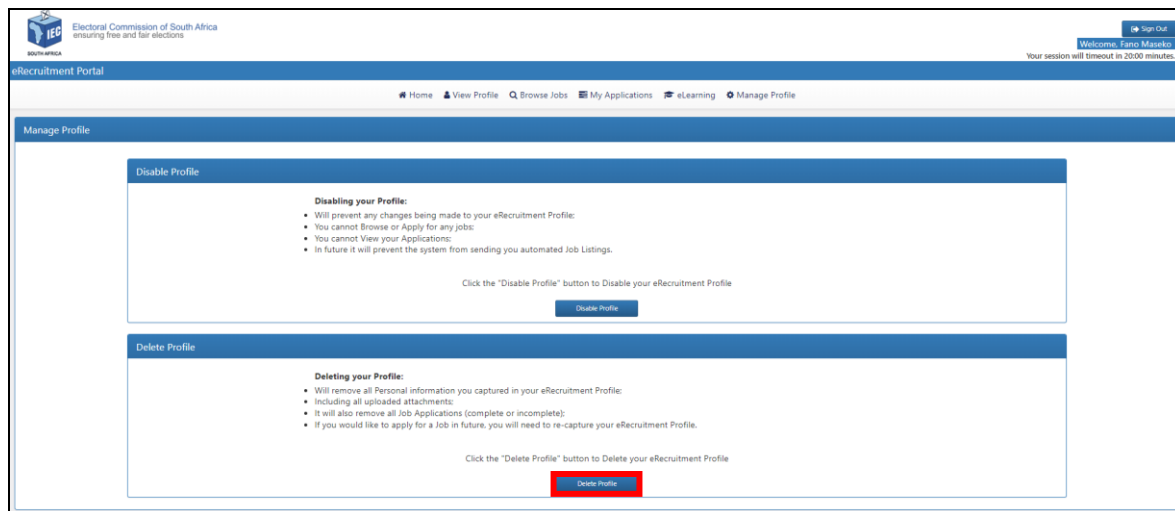 IEC
SOUTH AFRICA
Electoral Commission of South Africa
ensuring free and fair elections
Sign Out
Welcome, Fano Maseko
Your session will timeout in 20:00 minutes.
eRecruitment Portal
Home View Profile Browse Jobs My Applications eLearning Manage Profile
Manage Profile
Disable Profile
Disabling your Profile:
• Will prevent any changes being made to your eRecruitment Profile;
• You cannot Browse or Apply for any jobs;
• You cannot View your Applications;
• In future it will prevent the system from sending you automated Job Listings.
Click the "Disable Profile" button to Disable your eRecruitment Profile
Disable Profile
Delete Profile
Deleting your Profile:
• Will remove all Personal information you captured in your eRecruitment Profile;
• Including all uploaded attachments;
• It will also remove all Job Applications (complete or incomplete);
• If you would like to apply for a Job in future, you will need to re-capture your eRecruitment Profile.
Click the "Delete Profile" button to Delete your eRecruitment Profile
Delete Profile